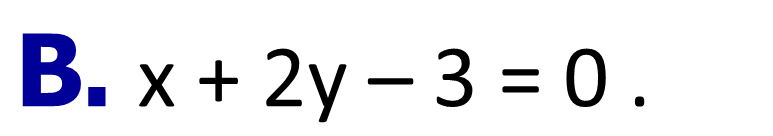 B. x + 2y – 3 = 0 .